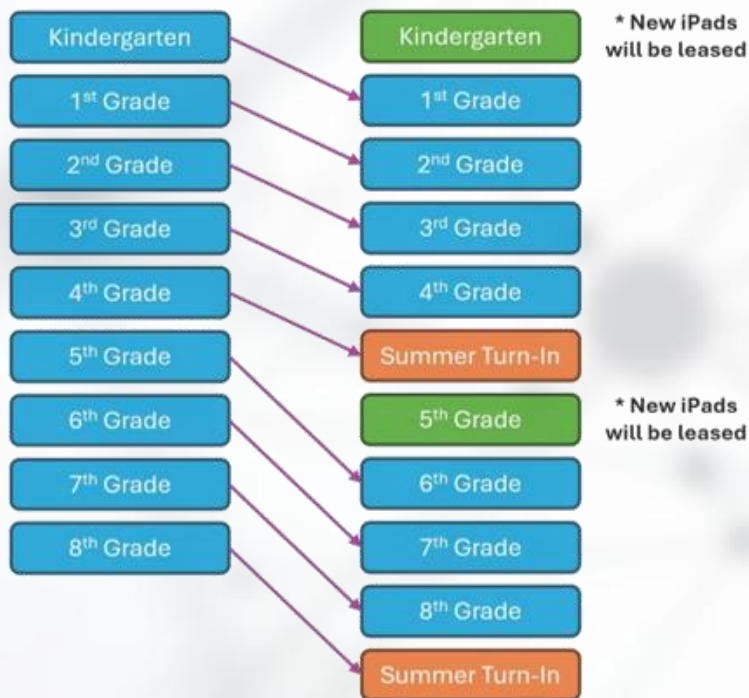 Kindergarten
1st Grade
2nd Grade
3rd Grade
4th Grade
5th Grade
6th Grade
7th Grade
8th Grade
Kindergarten
1st Grade
2nd Grade
3rd Grade
4th Grade
Summer Turn-In
5th Grade
6th Grade
7th Grade
8th Grade
Summer Turn-In
* New iPads
will be leased
* New iPads
will be leased